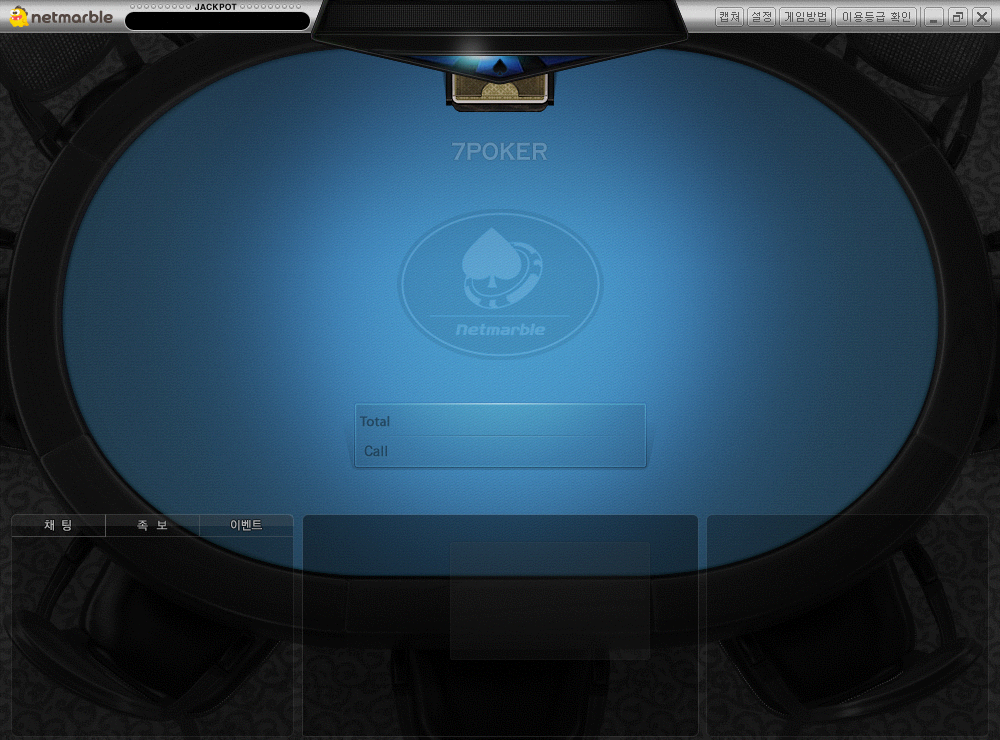 netmarble
JACKPOT
캡쳐 설정 게임방법 이용등급 확인
7POKER
netmarble
Total
Call
채 팅 족 보 이벤트